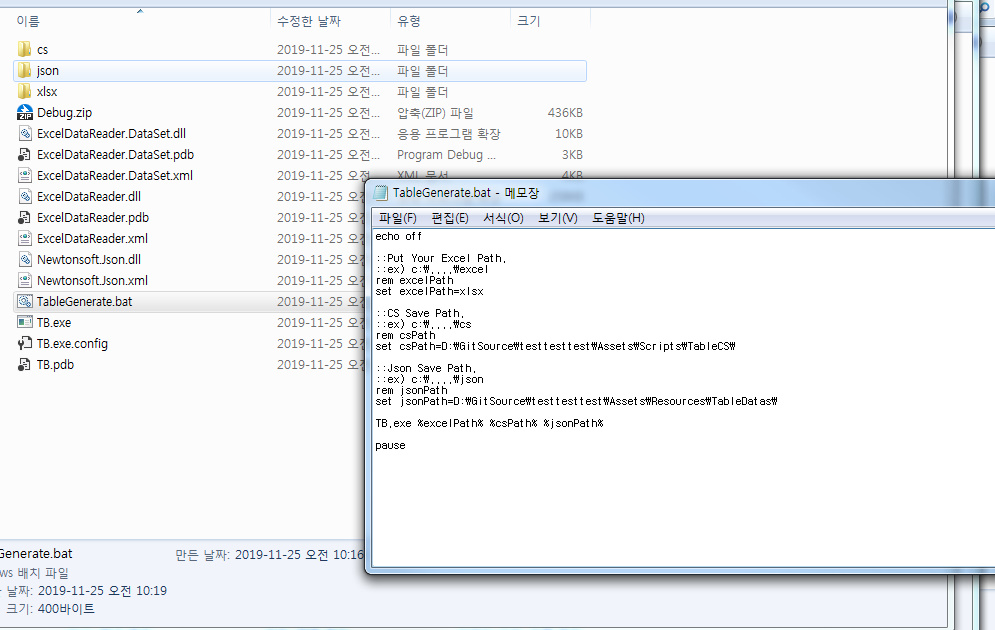 이름 수정한 날짜 유형 크기
cs 2019-11-25 오전... 파일 폴더
json 2019-11-25 오전... 파일 폴더
xlsx 2019-11-25 오전... 파일 폴더
Debug.zip 2019-11-25 오전... 압축(ZIP) 파일 436KB
ExcelDataReader.DataSet.dll 2019-11-25 오전... 응용 프로그램 확장 10KB
ExcelDataReader.DataSet.pdb 2019-11-25 오전... Program Debug ... 3KB
ExcelDataReader.DataSet.xml 2019-11-25 오전... XML 문서 4KB
ExcelDataReader.dll 2019-11-25 오전
ExcelDataReader.pdb 2019-11-25 오전
ExcelDataReader.xml 2019-11-25 오전
Newtonsoft.Json.dll 2019-11-25 오전
Newtonsoft.Json.xml 2019-11-25 오전
TableGenerate.bat 2019-11-25 오전
TB.exe 2019-11-25 오전
TB.exe.config 2019-11-25 오전
TB.pdb 2019-11-25 오전
Generate.bat 만든 날짜: 2019-11-25 오전 10:16
ws 배치 파일
날짜: 2019-11-25 오전 10:19
크기: 400바이트
TableGenerate.bat - 메모장
파일(F) 편집(E) 서식(O) 보기(V) 도움말(H)
echo off
::Put Your Excel Path.
::ex) c:\....\excel
rem excelPath
set excelPath=xlsx
::CS Save Path.
::ex) c:\....\cs
rem csPath
set csPath=D:\GitSource\testtesttest\Assets\Scripts\TableCS\
::Json Save Path.
::ex) c:\....\json
rem jsonPath
set jsonPath=D:\GitSource\testtesttest\Assets\Resources\TableDatas\
TB.exe %excelPath% %csPath% %jsonPath%
pause